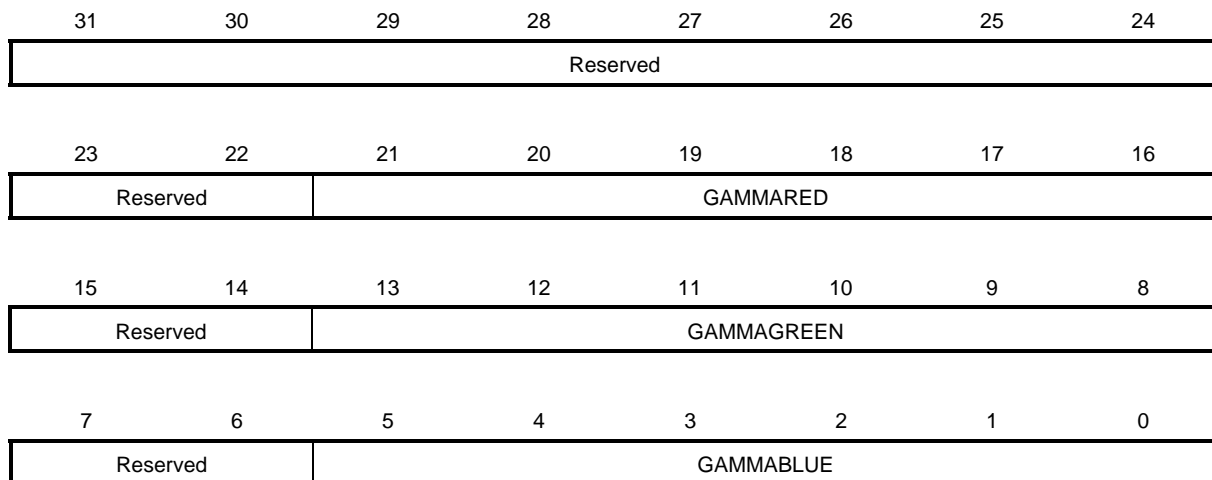 31 30 29 28 27 26 25 24
Reserved
23 22 21 20 19 18 17 16
Reserved GAMMARED
15 14 13 12 11 10 9 8
Reserved GAMMAGREEN
7 6 5 4 3 2 1 0
Reserved GAMMABLUE